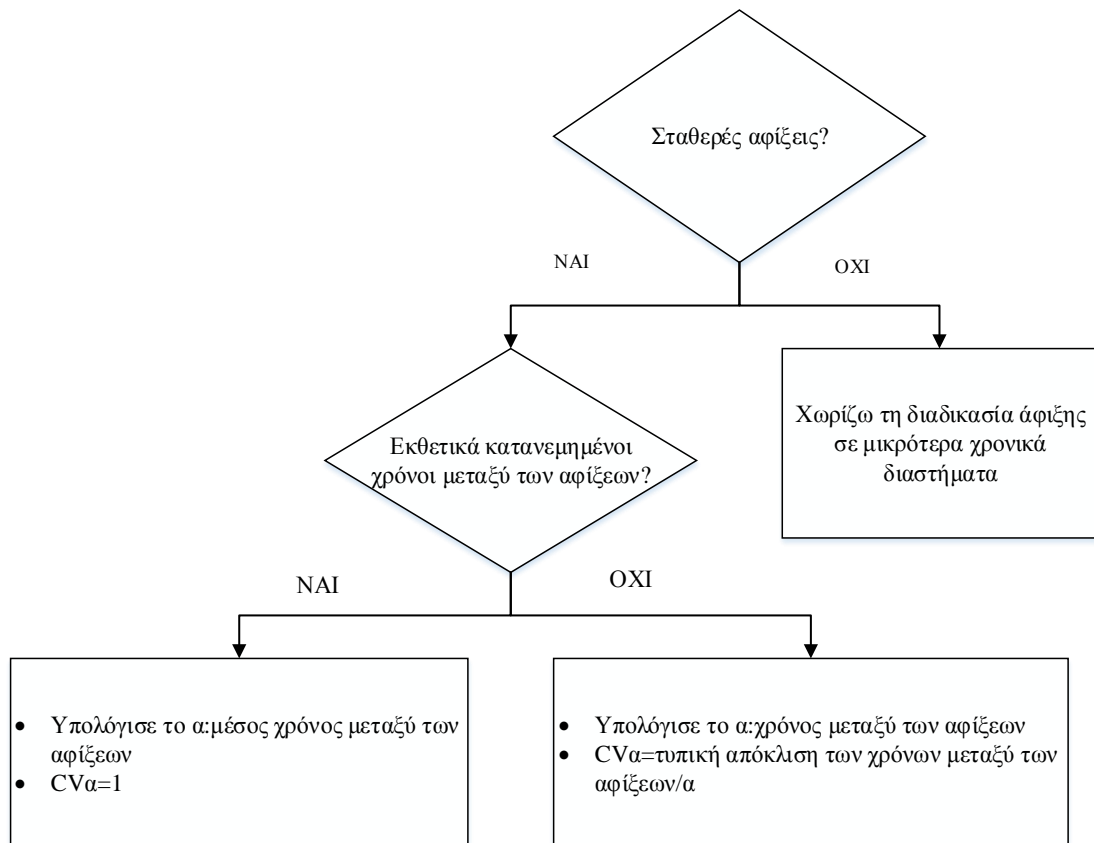 Σταθερές αφίξεις?
ΝΑΙ
ΟΧΙ
Εκθετικά κατανεμημένοι
χρόνοι μεταξύ των αφίξεων?
Χωρίζω τη διαδικασία άφιξης
σε μικρότερα χρονικά
διαστήματα
ΝΑΙ
ΟΧΙ
• Υπολόγισε το α:μέσος χρόνος μεταξύ των
αφίξεων
• CVα=1
• Υπολόγισε το α:χρόνος μεταξύ των αφίξεων
• CVα=τυπική απόκλιση των χρόνων μεταξύ των
αφίξεων/α